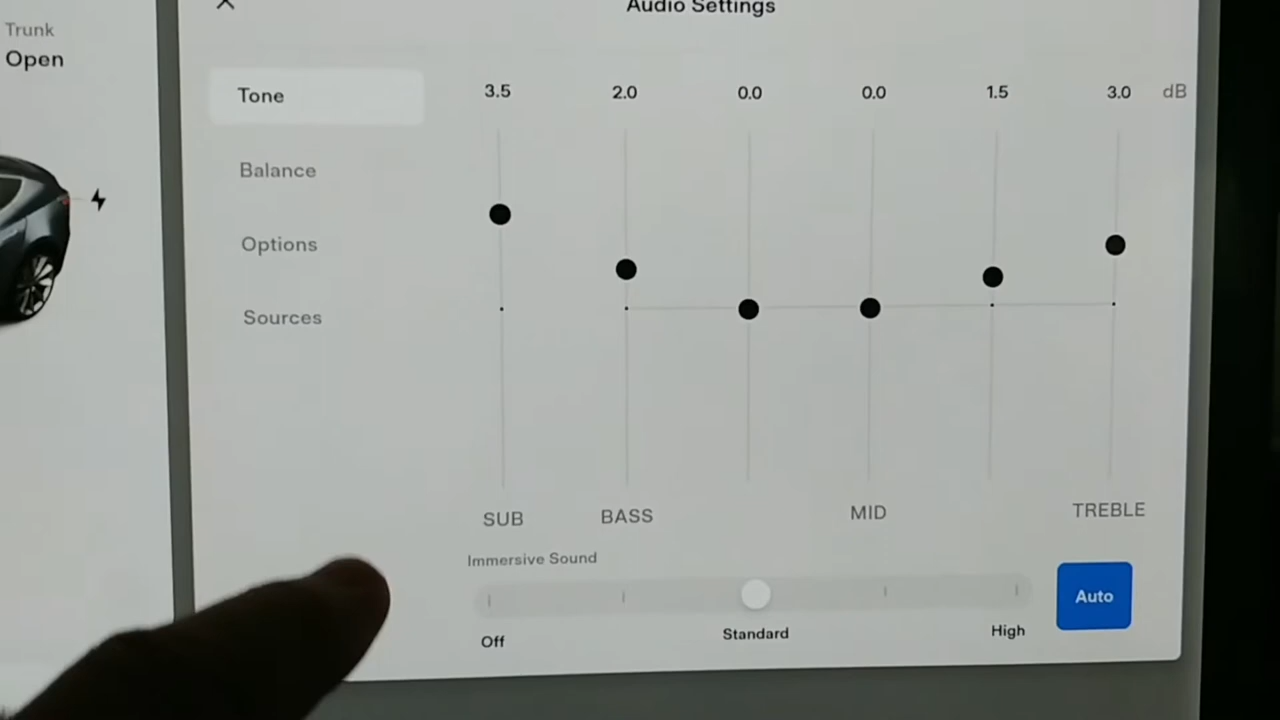 Audio Settings
Trunk
Open
Tone
Balance
Options
Sources
3.5 2.0 0.0 0.0 1.5 3.0 dB
SUB BASS MID TREBLE
Immersive Sound
Off Standard High
Auto